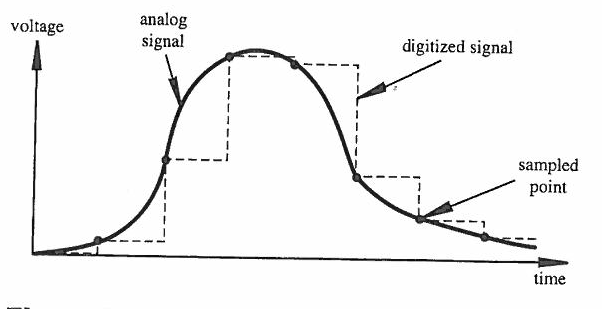 voltage
analog
signal
digitized signal
sampled
point
time